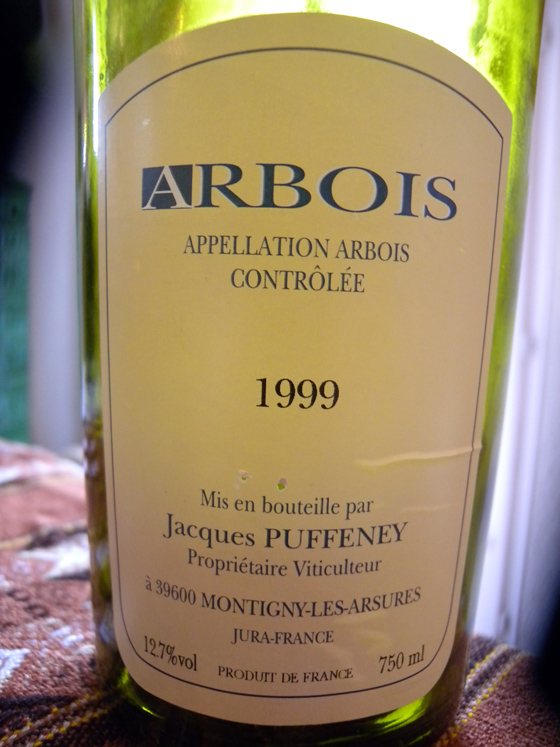 ARBOIS
APPELLATION ARBOIS
CONTRÔLÉE
1999
Mis en bouteille par
Jacques PUFFENEY
Propriétaire Viticulteur
à 39600 MONTIGNY-LES-ARSURES
JURA-FRANCE
12.7%vol PRODUIT DE FRANCE 750 ml